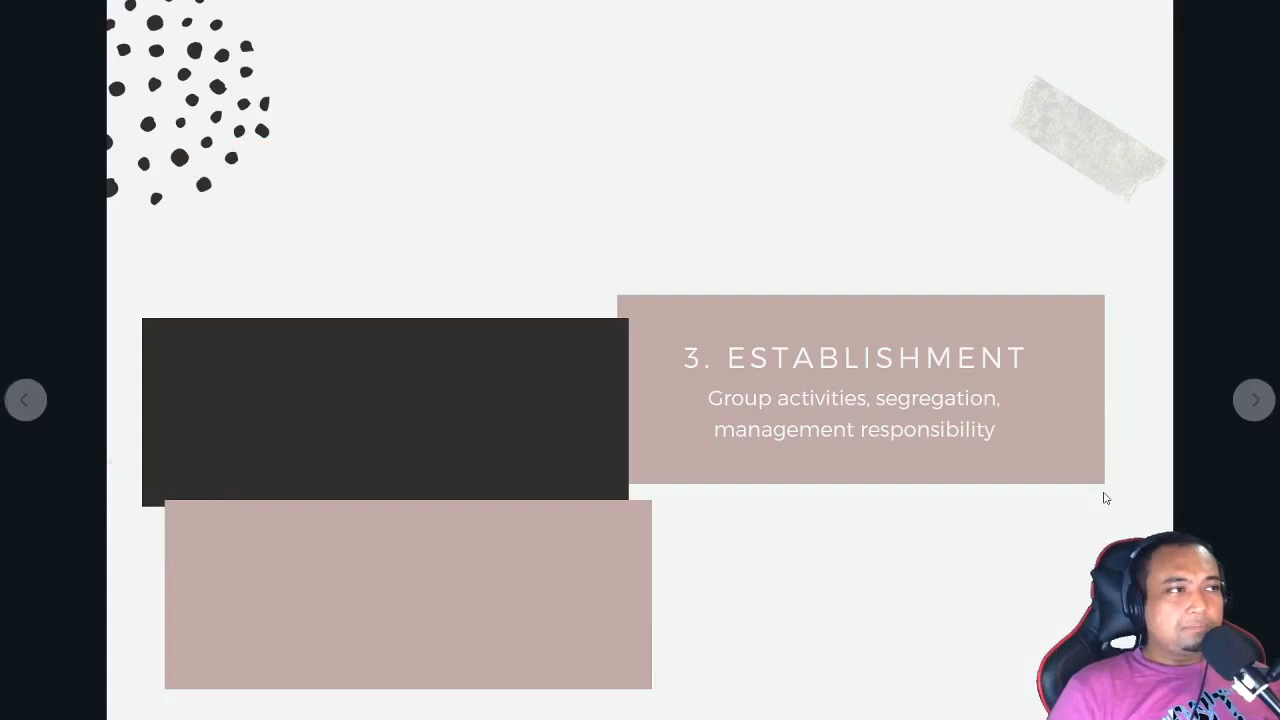 3. ESTABLISHMENT
Group activities, segregation,
management responsibility